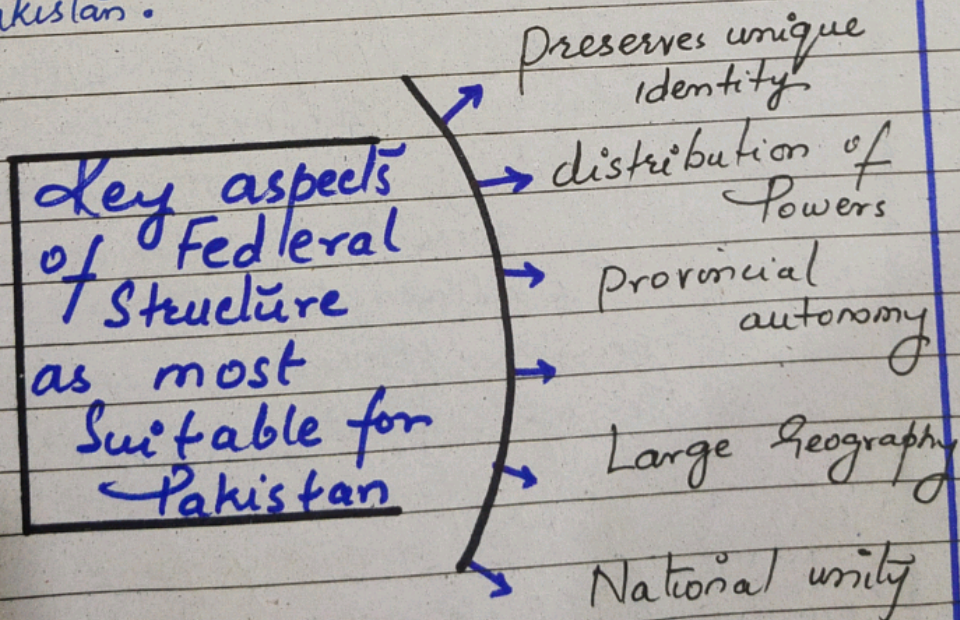 akistan.
Key aspects
of Federal
Structure
as most
Suitable for
Pakistan
Preserves unique
identity
distribution of
Powers
provincial
autonomy
Large Geography
National unity